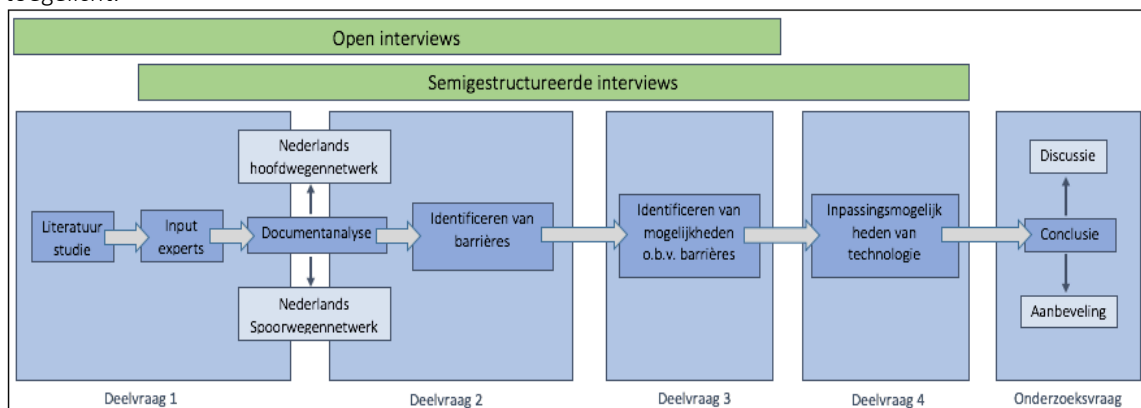 toegelicht.
Open interviews
Semigestructureerde interviews
Nederlands
hoofdwegennetwerk
Literatuur
studie
Input
experts
Documentanalyse
Nederlands
Spoorwegennetwerk
Identificeren van
barrières
Identificeren van
mogelijkheden
o.b.v. barrières
Inpassingsmogelijk
heden van
technologie
Discussie
Conclusie
Aanbeveling
Deelvraag 1
Deelvraag 2
Deelvraag 3
Deelvraag 4
Onderzoeksvraag